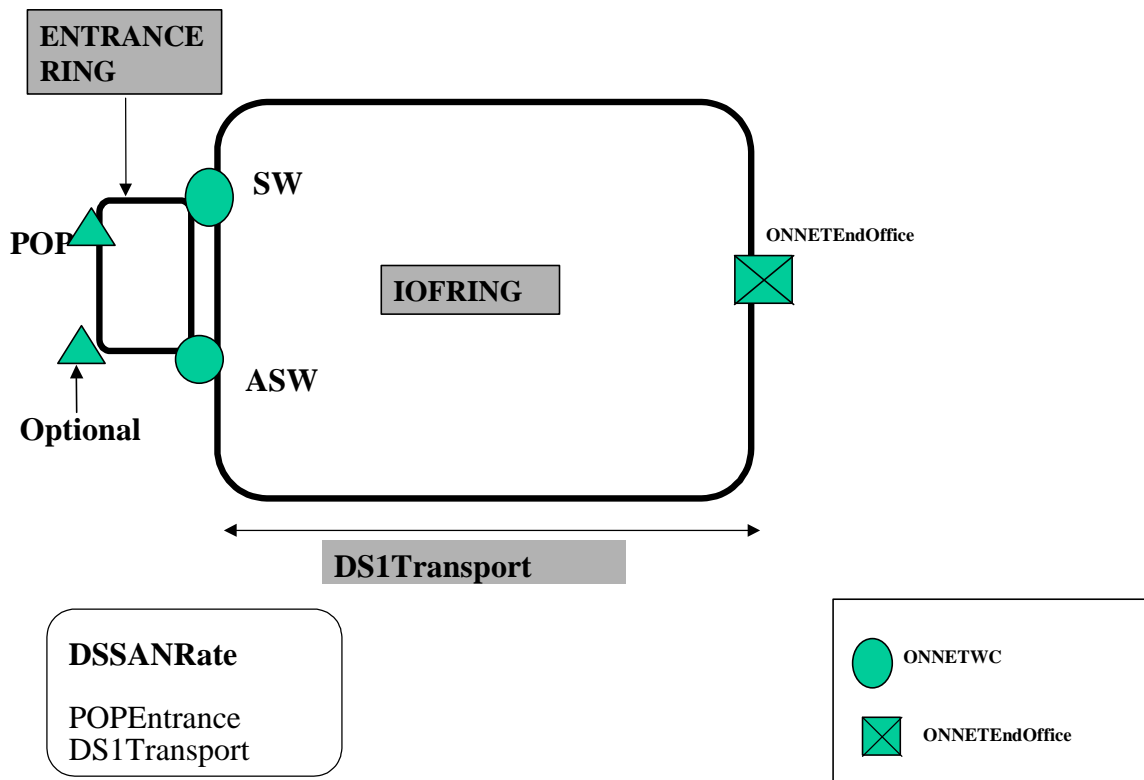 ENTRANCE
RING
SW
POP
ONNETEndOffice
IOFRING
ASW
Optional
DS1Transport
DSSANRate
POPEntrance
DS1Transport
ONNETWC
ONNETEndOffice